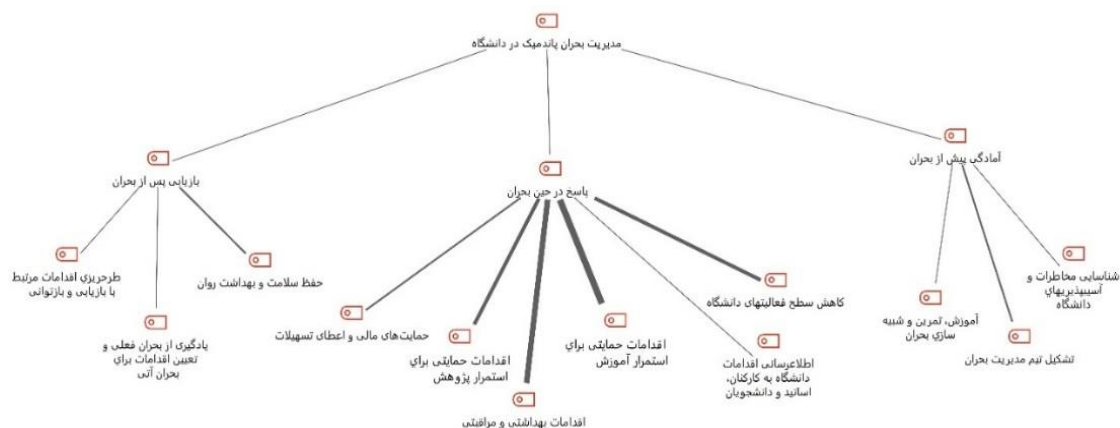 مدیریت بحران پاندمیک در دانشگاه
آمادگی پیش از بحران
شناسایی مخاطرات و
آسیبپذیریهاي
دانشگاه
تشکیل تیم مدیریت بحران
آموزش، تمرین و شبیه
سازي بحران
پاسخ در حین بحران
کاهش سطح فعالیتهای دانشگاه
اطلاعرسانی اقدامات
دانشگاه به کارکنان،
اساتید و دانشجویان
اقدامات حمایتی براي
استمرار آموزش
اقدامات بهداشتی و مراقبتی
اقدامات حمایتی براي
استمرار پژوهش
حمایت‌های مالی و اعطای تسهیلات
بازیابی پس از بحران
حفظ سلامت و بهداشت روان
یادگیری از بحران فعلی و
تعیین اقدامات براي
بحران آتی
طرحریزي اقدامات مرتبط
با بازیابی و بازتوانی